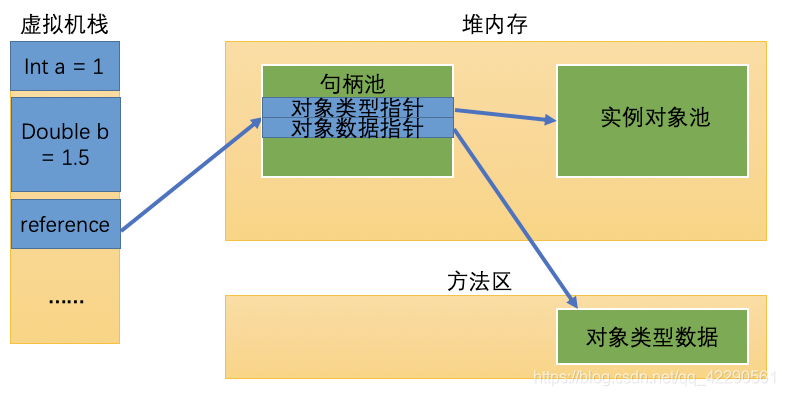 虚拟机栈
Int a = 1
Double b
= 1.5
reference
……
堆内存
句柄池
对象类型指针
对象数据指针
实例对象池
方法区
对象类型数据
https://blog.csdn.net/qq_42290561